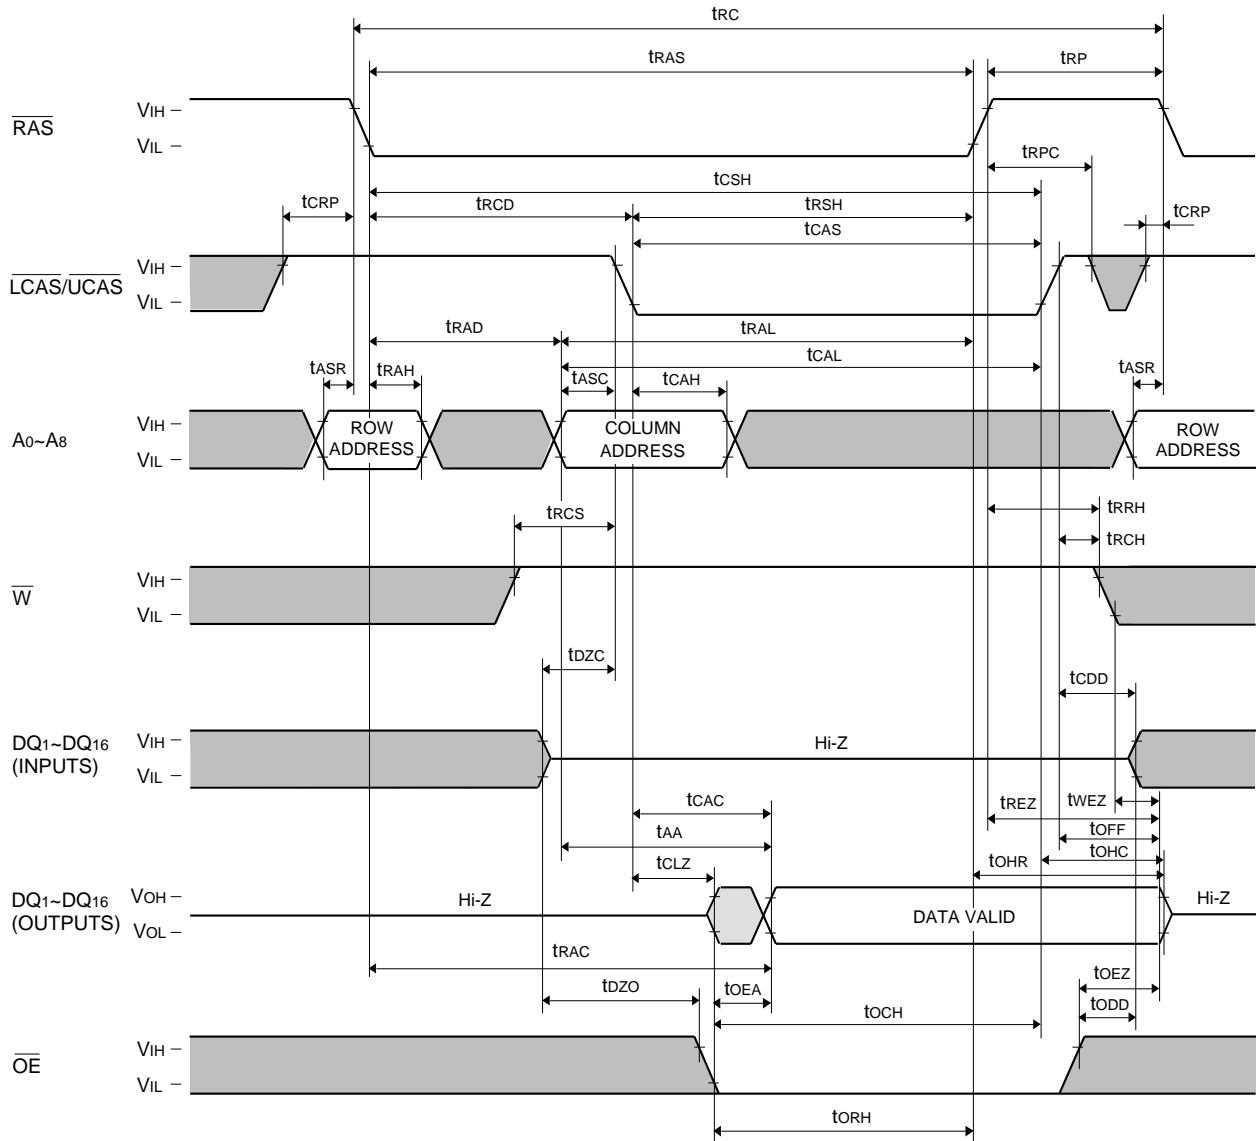 tRC
tRAS tRP
RAS VIH
VIL
tRPC
tCSH
tCRP tRCD tRSH tCRP
tCAS
LCAS/UCAS VIH
VIL
tRAD tRAL
tCAL
tASR tRAH tASC tCAH tASR
A0~A8 VIH
VIL
ROW
ADDRESS
COLUMN
ADDRESS
ROW
ADDRESS
tRCS tRRH
tRCH
W VIH
VIL
tDZC
tCDD
DQ1~DQ16
(INPUTS)
VIH
VIL
Hi-Z
tCAC tREZ tWEZ
tAA tOFF
tCLZ tOHR tOHC
DQ1~DQ16
(OUTPUTS)
VOH
VOL
Hi-Z DATA VALID Hi-Z
tRAC
tDZO tOEA tOEZ
tOCH tODD
OE VIH
VIL
tORH